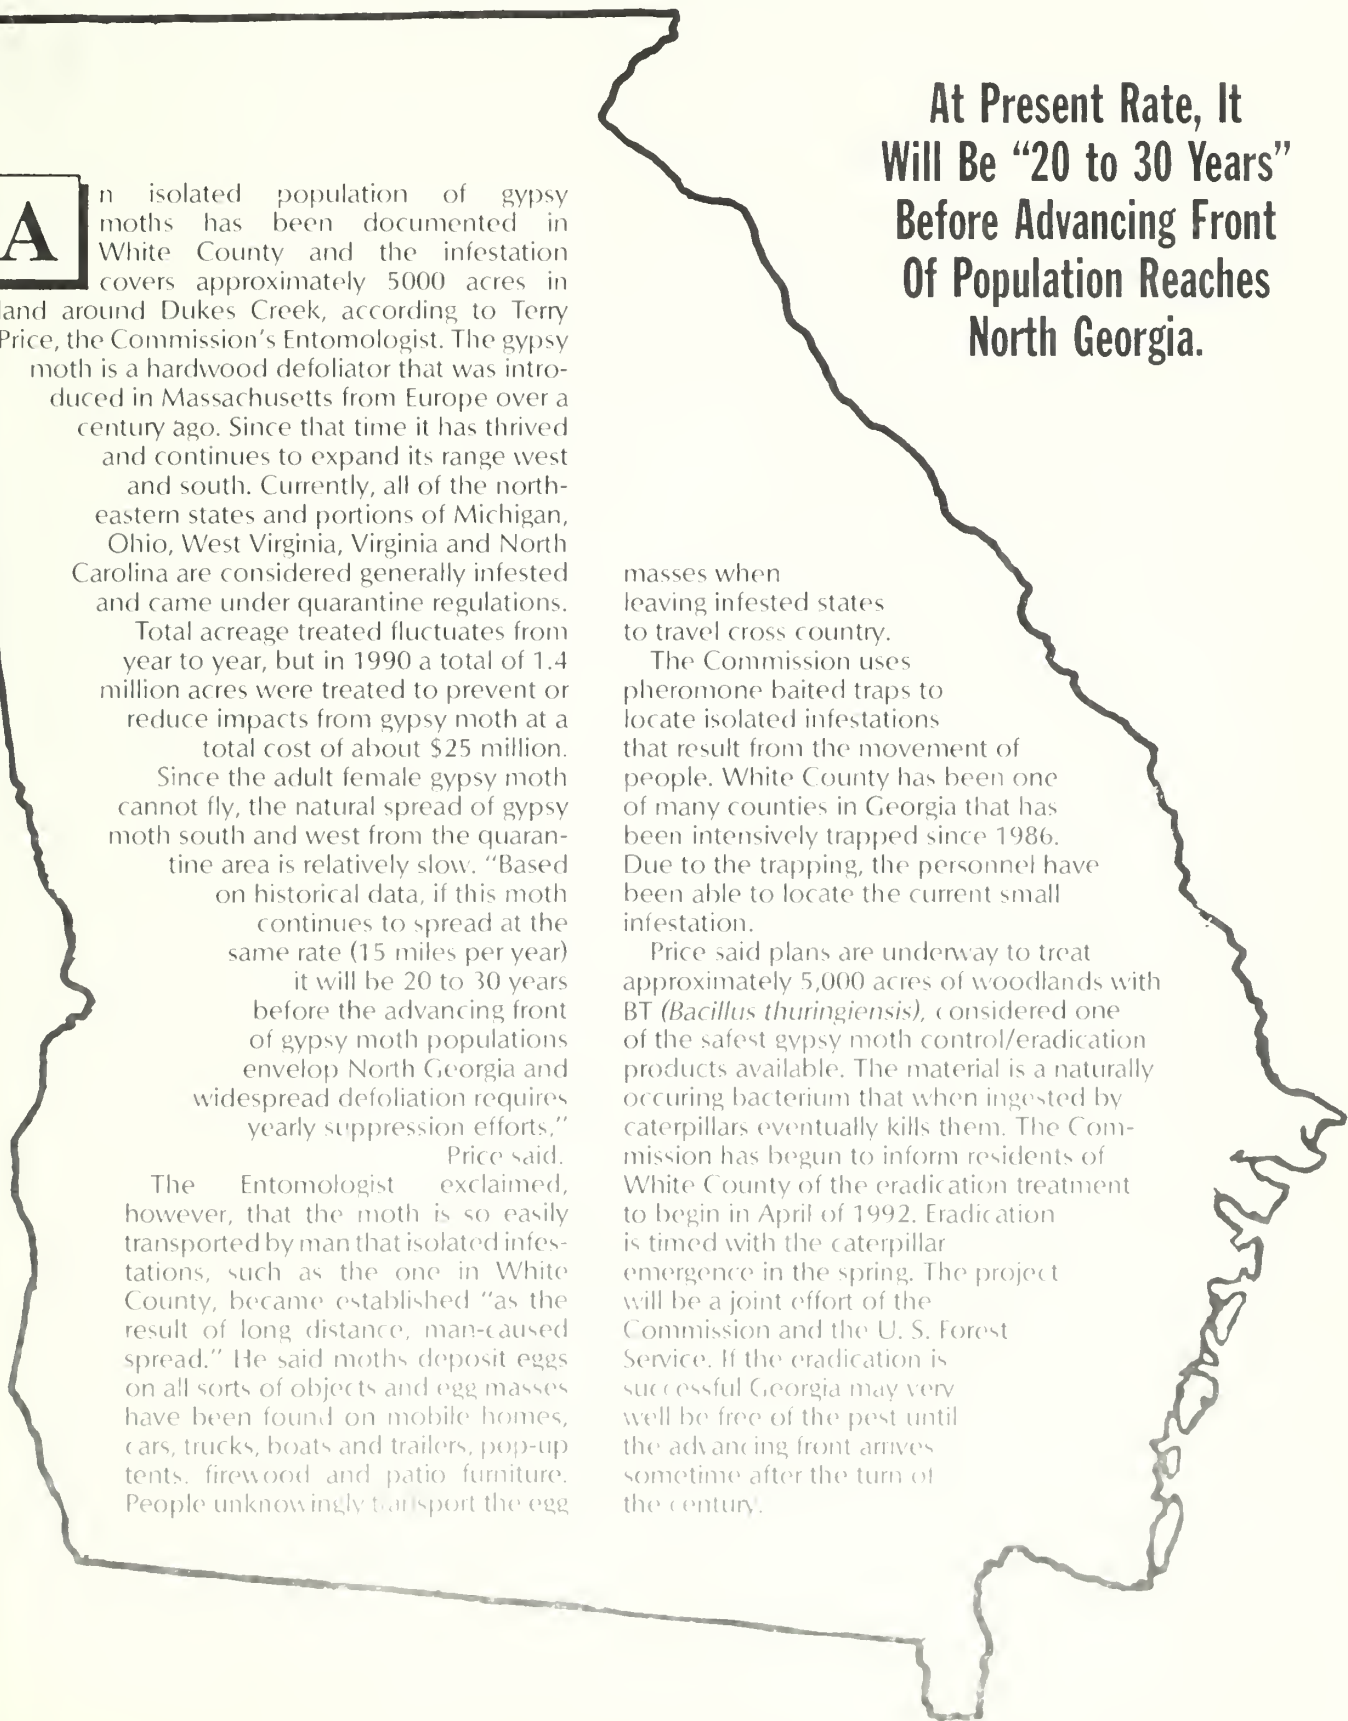 At Present Rate, It
Will Be “20 to 30 Years”
Before Advancing Front
Of Population Reaches
North Georgia.
An isolated population of gypsy
moths has been documented in
White County and the infestation
covers approximately 5000 acres in
land around Dukes Creek, according to Terry
Price, the Commission's Entomologist. The gypsy
moth is a hardwood defoliator that was intro-
duced in Massachusetts from Europe over a
century ago. Since that time it has thrived
and continues to expand its range west
and south. Currently, all of the north-
eastern states and portions of Michigan,
Ohio, West Virginia, Virginia and North
Carolina are considered generally infested
and came under quarantine regulations.
Total acreage treated fluctuates from
year to year, but in 1990 a total of 1.4
million acres were treated to prevent or
reduce impacts from gypsy moth at a
total cost of about $25 million.
Since the adult female gypsy moth
cannot fly, the natural spread of gypsy
moth south and west from the quaran-
tine area is relatively slow. "Based
on historical data, if this moth
continues to spread at the
same rate (15 miles per year)
it will be 20 to 30 years
before the advancing front
of gypsy moth populations
envelop North Georgia and
widespread defoliation requires
yearly suppression efforts,"
Price said.
The Entomologist exclaimed,
however, that the moth is so easily
transported by man that isolated infes-
tations, such as the one in White
County, became established "as the
result of long distance, man-caused
spread." He said moths deposit eggs
on all sorts of objects and egg masses
have been found on mobile homes,
cars, trucks, boats and trailers, pop-up
tents, firewood and patio furniture.
People unknowingly transport the egg
masses when
leaving infested states
to travel cross country.
The Commission uses
pheromone baited traps to
locate isolated infestations
that result from the movement of
people. White County has been one
of many counties in Georgia that has
been intensively trapped since 1986.
Due to the trapping, the personnel have
been able to locate the current small
infestation.
Price said plans are underway to treat
approximately 5,000 acres of woodlands with
BT (Bacillus thuringiensis), considered one
of the safest gypsy moth control/eradication
products available. The material is a naturally
occuring bacterium that when ingested by
caterpillars eventually kills them. The Com-
mission has begun to inform residents of
White County of the eradication treatment
to begin in April of 1992. Eradication
is timed with the caterpillar
emergence in the spring. The project
will be a joint effort of the
Commission and the U. S. Forest
Service. If the eradication is
successful Georgia may very
well be free of the pest until
the advancing front arrives
sometime after the turn of
the century.